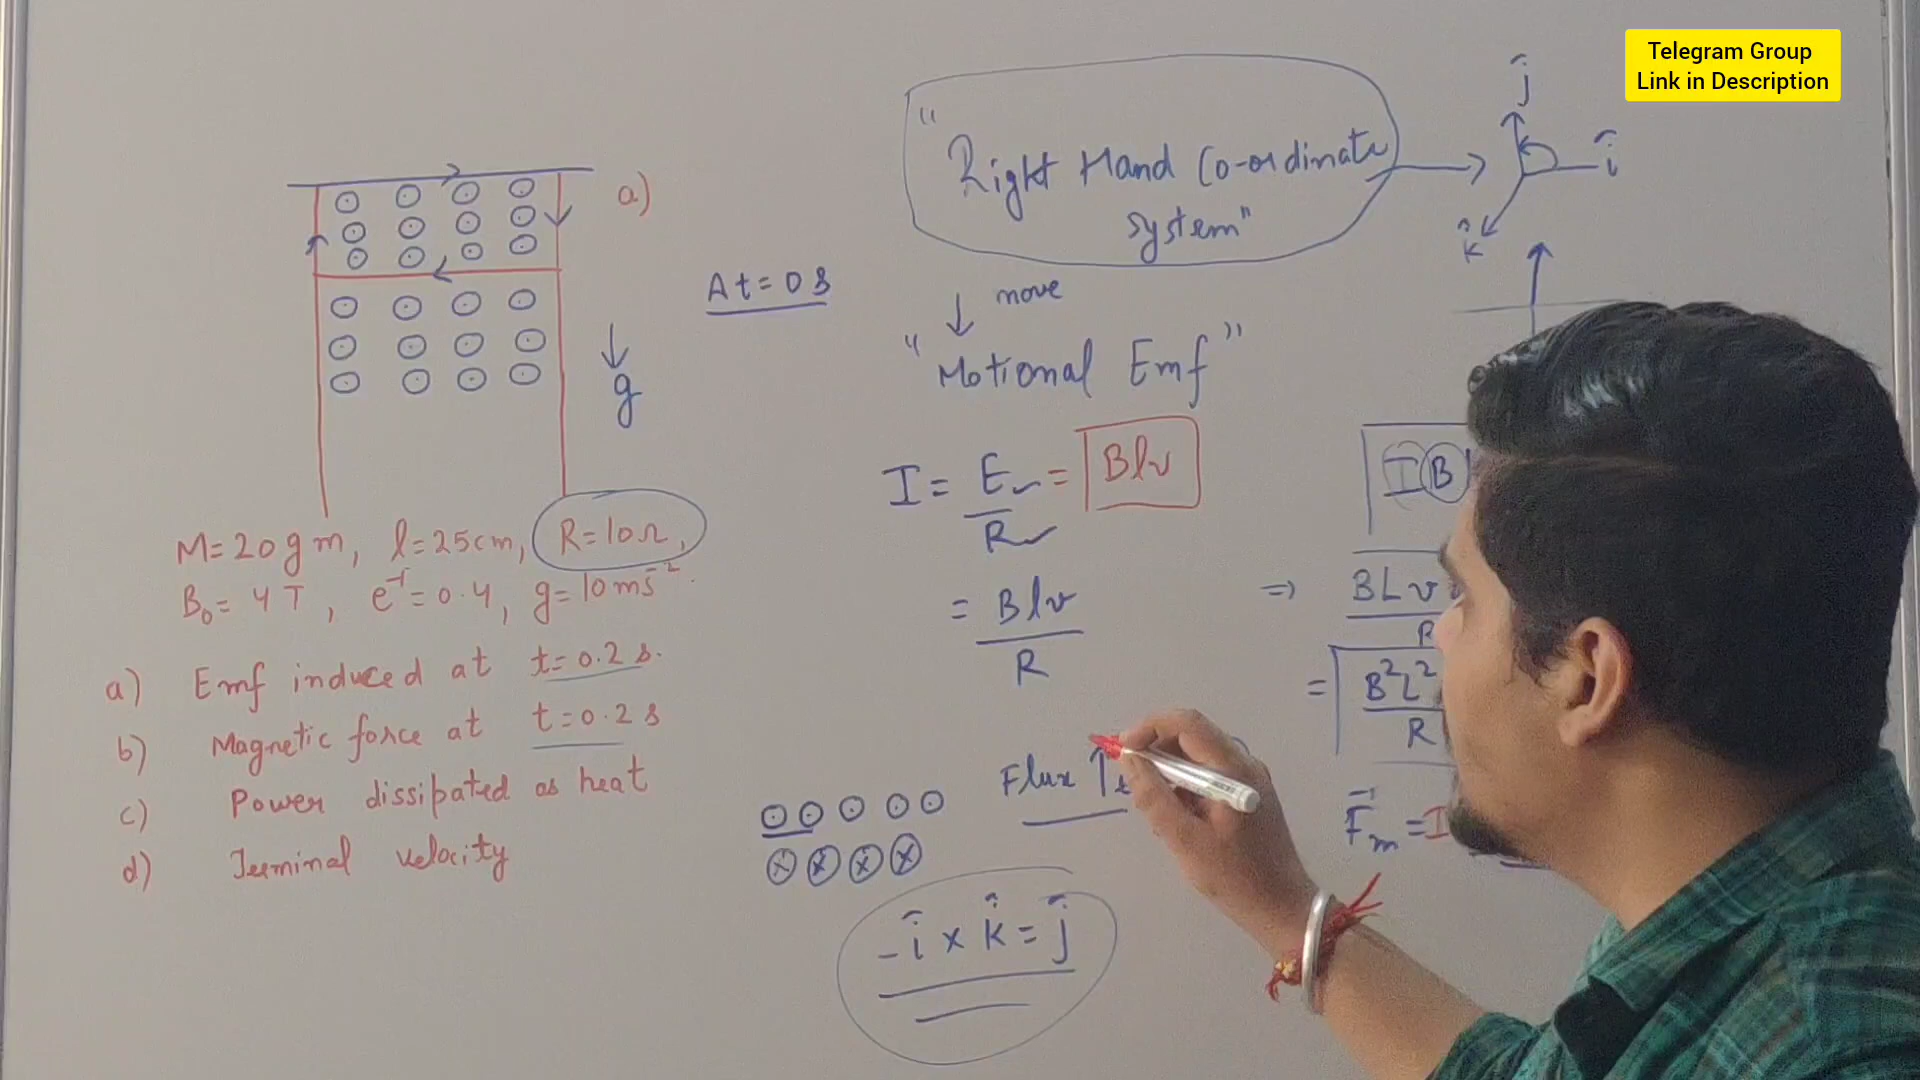 Telegram Group
Link in Description
"Right Hand Co-ordinate
system"
ĵ
î
k̂
a)
At = 0 s
↓ move
"Motional Emf"
g
I = E/R = Blv
= Blv/R
IB
⇒ BLv
= B²L²/R
M = 20 gm, l = 25 cm, R = 10Ω,
B₀ = 4 T, e⁻¹ = 0.4, g = 10 ms⁻².
a) Emf induced at t = 0.2 s.
b) Magnetic force at t = 0.2 s
c) Power dissipated as heat
d) Terminal velocity
Flux ↑
F⃗m = I
-î × k̂ = ĵ